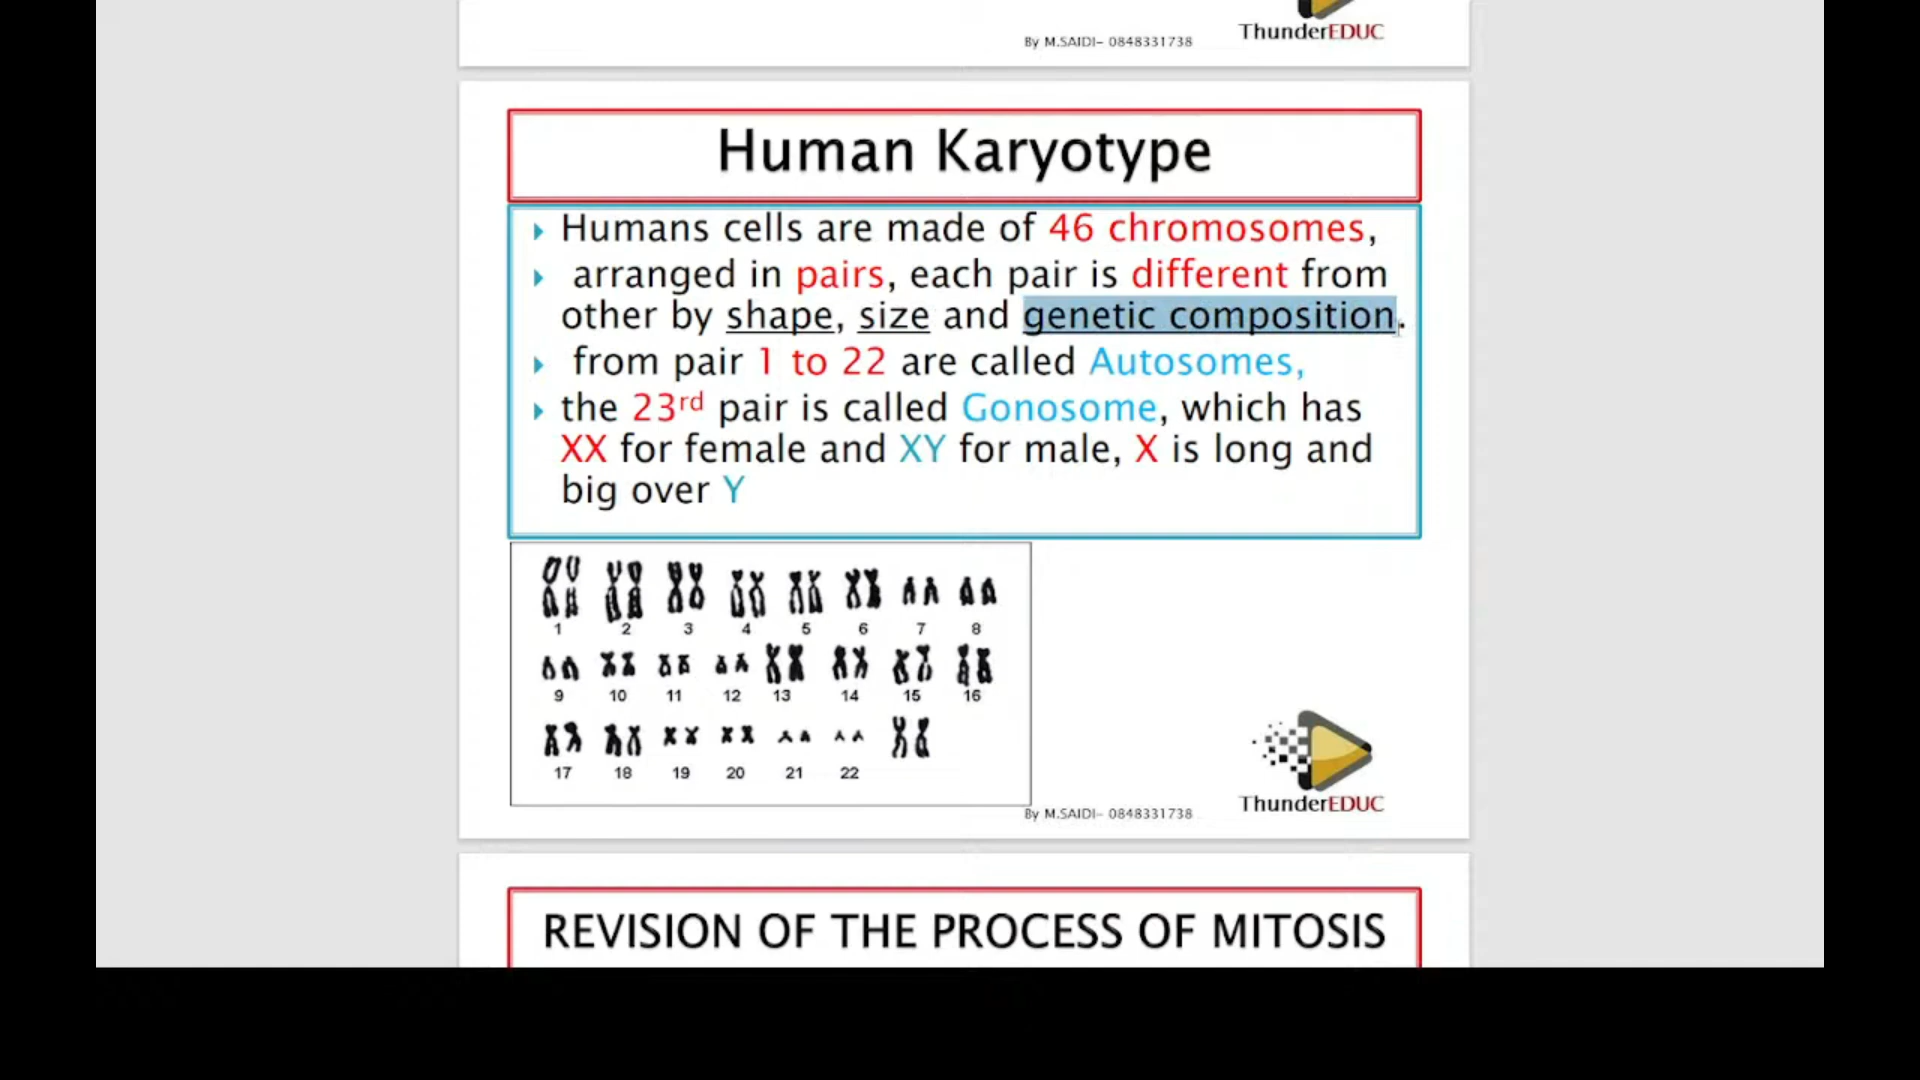 By M.SAIDI- 0848331738
ThunderEDUC
Human Karyotype
Humans cells are made of 46 chromosomes,
arranged in pairs, each pair is different from
other by shape, size and genetic composition.
from pair 1 to 22 are called Autosomes,
the 23rd pair is called Gonosome, which has
XX for female and XY for male, X is long and
big over Y
1 2 3 4 5 6 7 8
9 10 11 12 13 14 15 16
17 18 19 20 21 22
By M.SAIDI- 0848331738
ThunderEDUC
REVISION OF THE PROCESS OF MITOSIS